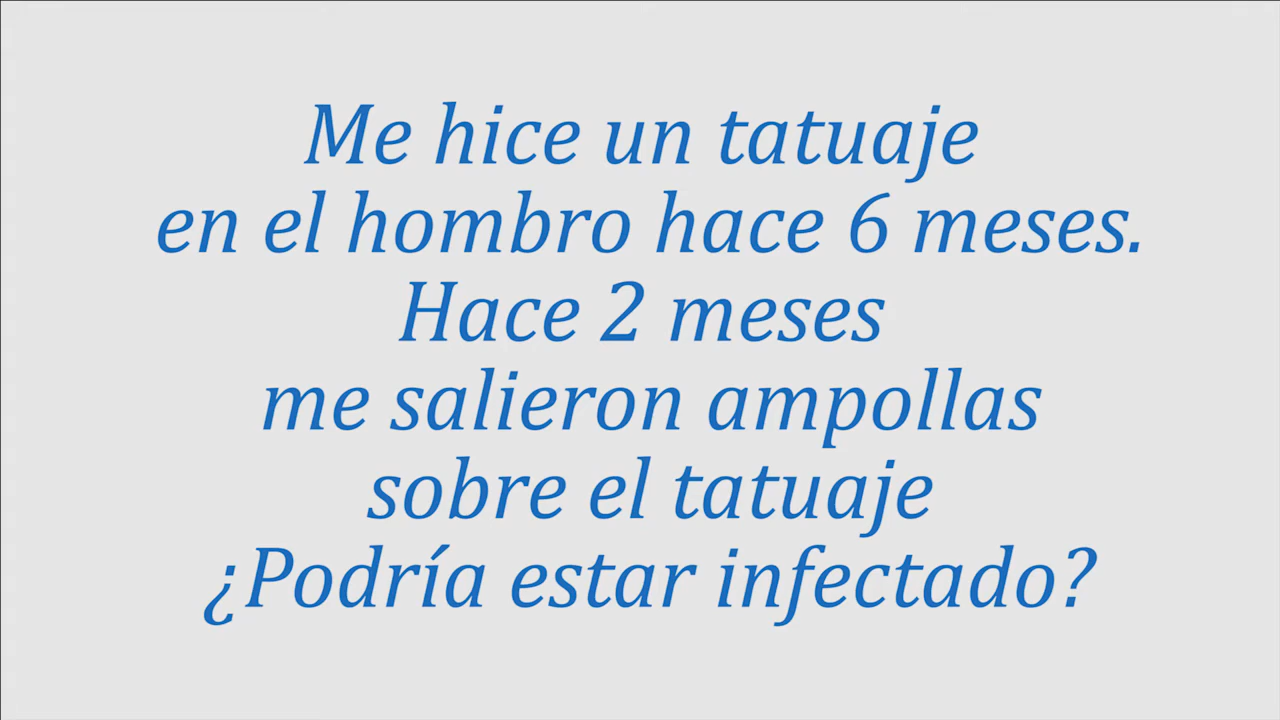 Me hice un tatuaje
en el hombro hace 6 meses.
Hace 2 meses
me salieron ampollas
sobre el tatuaje
¿Podría estar infectado?